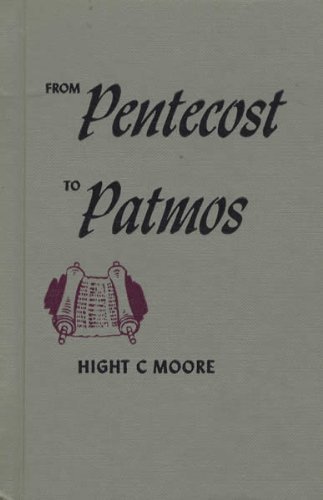 FROM Pentecost
TO Patmos
HIGHT C MOORE